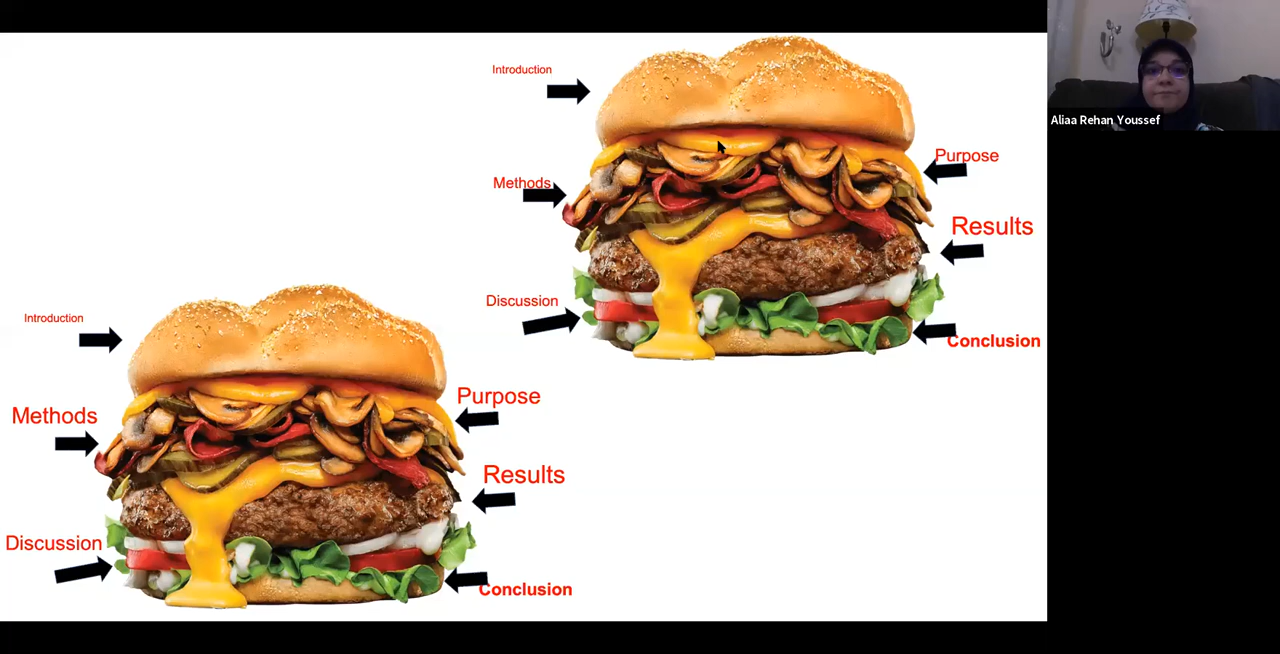 Introduction
Purpose
Methods
Results
Discussion
Conclusion
Introduction
Purpose
Methods
Results
Discussion
Conclusion
Aliaa Rehan Youssef